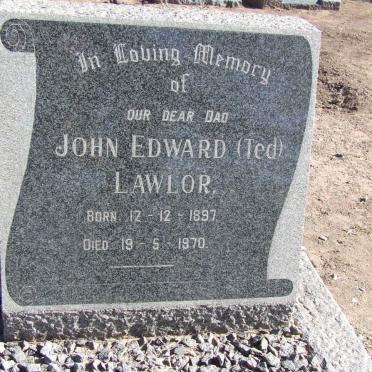 In Loving Memory
of
OUR DEAR DAD
JOHN EDWARD (Ted)
LAWLOR.
BORN 12-12-1897
DIED 19-5-1970.